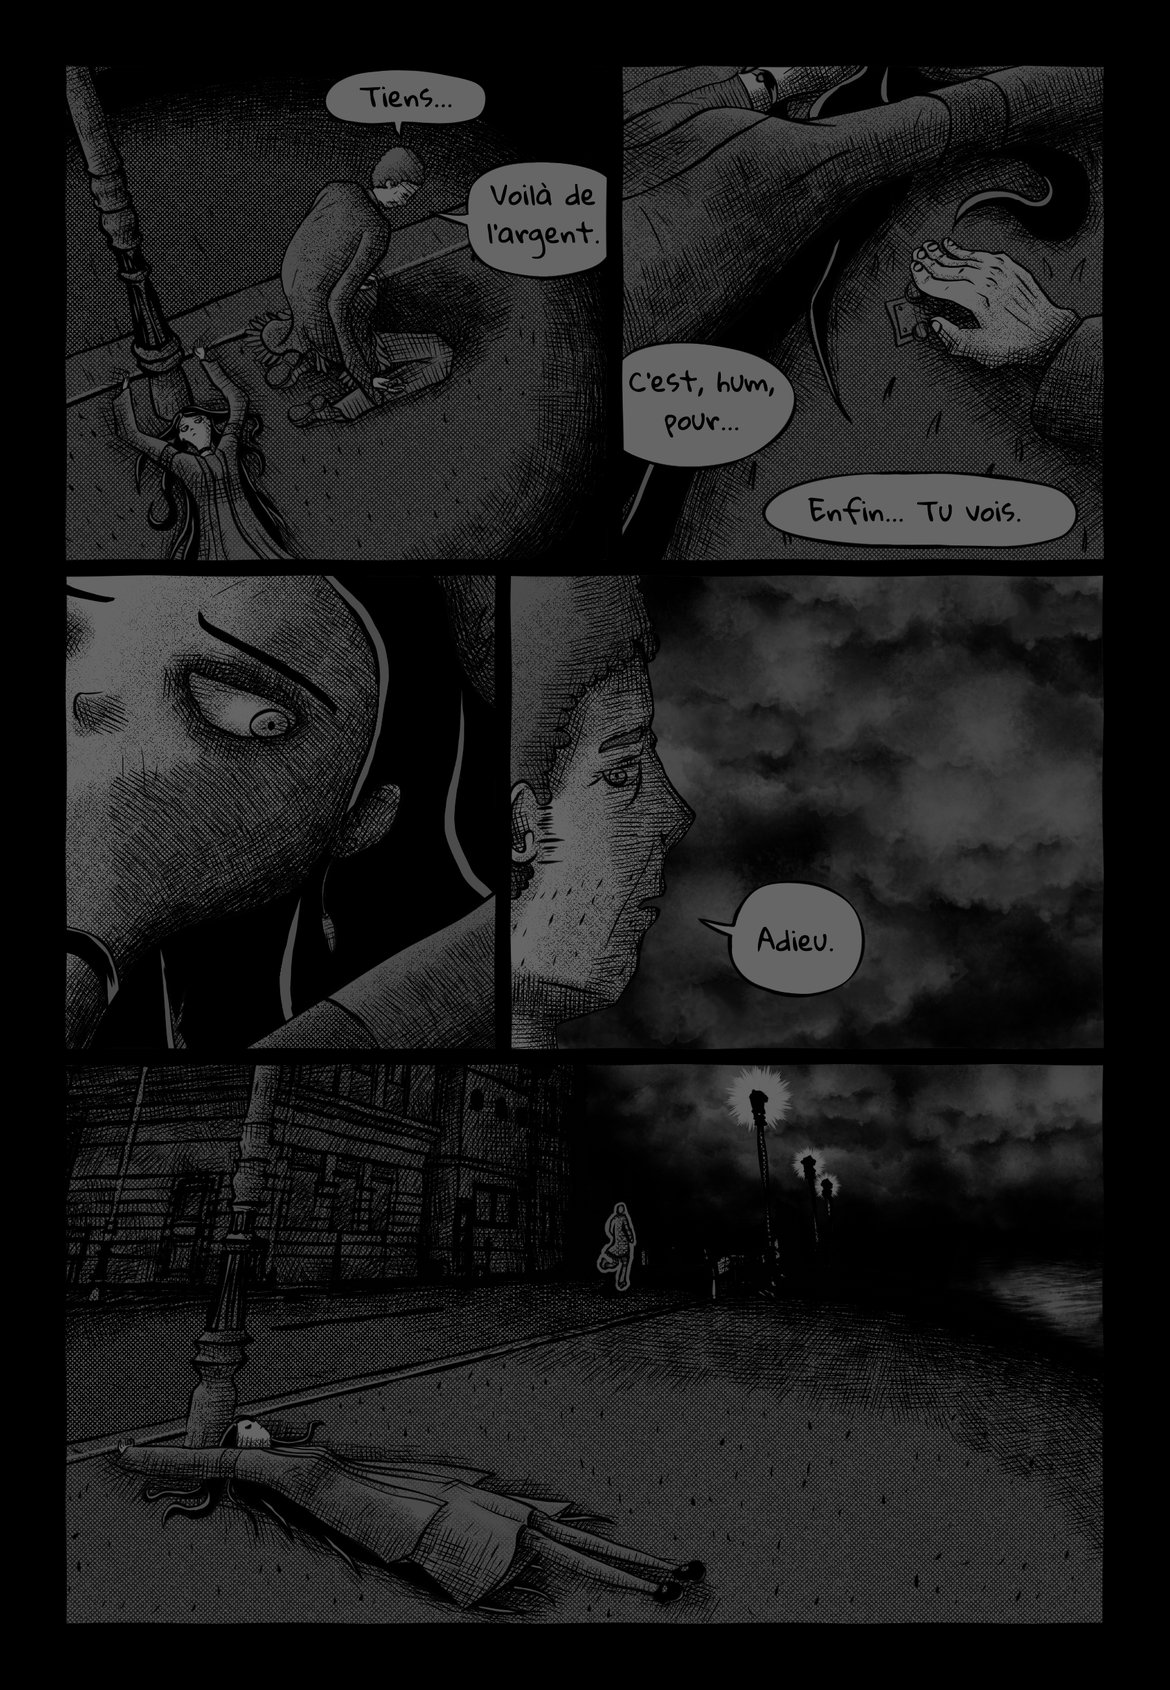 Tiens...
Voilà de
l'argent.
C'est, hum,
pour...
Enfin... Tu vois.
Adieu.